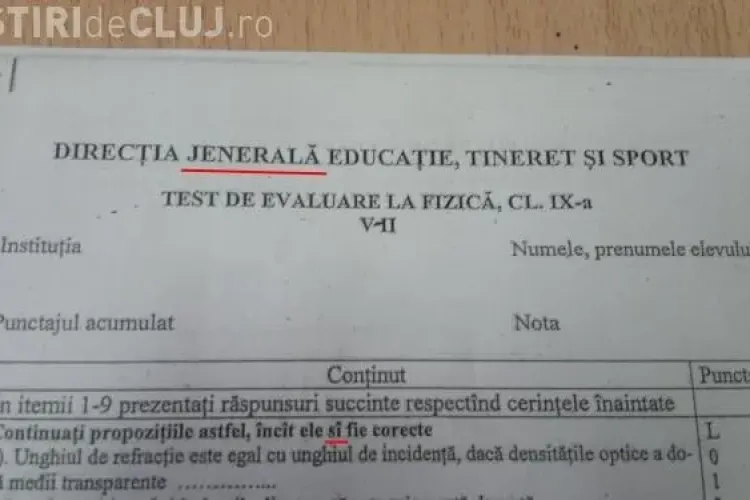 ȘTIRIdeCLUJ.ro
DIRECȚIA JENERALĂ EDUCAȚIE, TINERET ȘI SPORT
TEST DE EVALUARE LA FIZICĂ, CL. IX-a
V-II
Instituția
Numele, prenumele elevului
Punctajul acumulat
Nota
Conținut
Punct
În itemii 1-9 prezentați răspunsuri succinte respectînd cerințele înaintate
Continuați propozițiile astfel, încît ele sî fie corecte
L
). Unghiul de refracție este egal cu unghiul de incidență, dacă densitățile optice a do-
0
ă medii transparente ...............
1